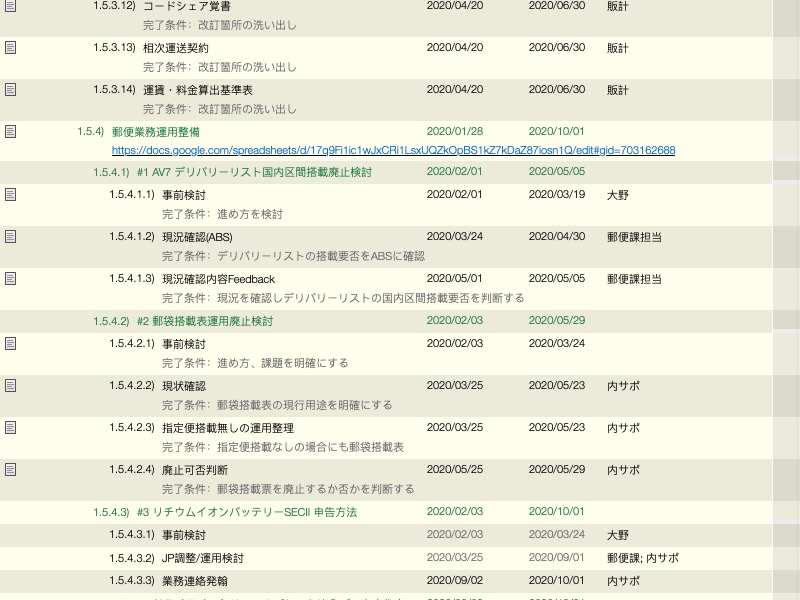 1.5.3.12) コードシェア覚書 2020/04/20 2020/06/30 販計
完了条件：改訂箇所の洗い出し
1.5.3.13) 相次運送契約 2020/04/20 2020/06/30 販計
完了条件：改訂箇所の洗い出し
1.5.3.14) 運賃・料金算出基準表 2020/04/20 2020/06/30 販計
完了条件：改訂箇所の洗い出し
1.5.4) 郵便業務運用整備 2020/01/28 2020/10/01
https://docs.google.com/spreadsheets/d/17q9Fi1ic1wJxCRi1LsxUQZkOpBS1kZ7kDaZ87iosn1Q/edit#gid=703162688
1.5.4.1) #1 AV7 デリバリーリスト国内区間搭載廃止検討 2020/02/01 2020/05/05
1.5.4.1.1) 事前検討 2020/02/01 2020/03/19 大野
完了条件：進め方を検討
1.5.4.1.2) 現況確認(ABS) 2020/03/24 2020/04/30 郵便課担当
完了条件：デリバリーリストの搭載要否をABSに確認
1.5.4.1.3) 現況確認内容Feedback 2020/05/01 2020/05/05 郵便課担当
完了条件：現況を確認しデリバリーリストの国内区間搭載要否を判断する
1.5.4.2) #2 郵袋搭載表運用廃止検討 2020/02/03 2020/05/29
1.5.4.2.1) 事前検討 2020/02/03 2020/03/24
完了条件：進め方、課題を明確にする
1.5.4.2.2) 現状確認 2020/03/25 2020/05/23 内サポ
完了条件：郵袋搭載表の現行用途を明確にする
1.5.4.2.3) 指定便搭載無しの運用整理 2020/03/25 2020/05/23 内サポ
完了条件：指定便搭載なしの場合にも郵袋搭載表
1.5.4.2.4) 廃止可否判断 2020/05/25 2020/05/29 内サポ
完了条件：郵袋搭載票を廃止するか否かを判断する
1.5.4.3) #3 リチウムイオンバッテリーSECII 申告方法 2020/02/03 2020/10/01
1.5.4.3.1) 事前検討 2020/02/03 2020/03/24 大野
1.5.4.3.2) JP調整/運用検討 2020/03/25 2020/09/01 郵便課; 内サポ
1.5.4.3.3) 業務連絡発翰 2020/09/02 2020/10/01 内サポ